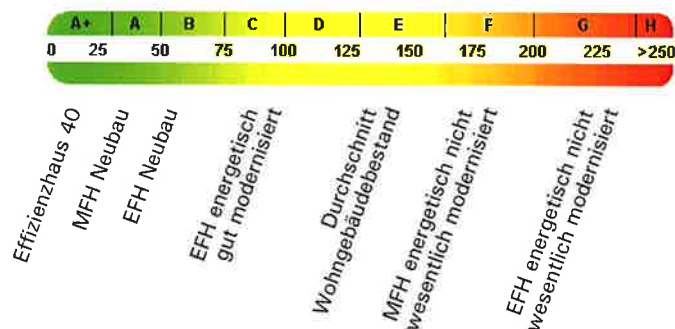 A+ A B C D E F G H
0 25 50 75 100 125 150 175 200 225 >250
Effizienzhaus 40
MFH Neubau
EFH Neubau
EFH energetisch
gut modernisiert
Durchschnitt
Wohngebäudebestand
MFH energetisch nicht
wesentlich modernisiert
EFH energetisch nicht
wesentlich modernisiert